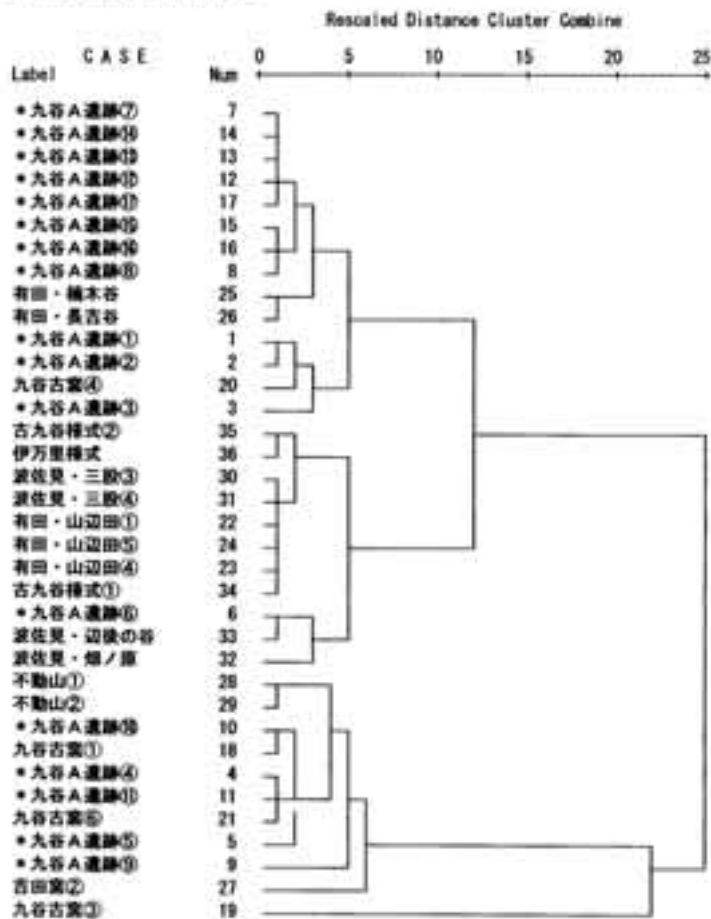 Rescaled Distance Cluster Combine
CASE 0 5 10 15 20 25
Label Num
*九谷A遺跡⑦ 7
*九谷A遺跡⑭ 14
*九谷A遺跡⑬ 13
*九谷A遺跡⑫ 12
*九谷A遺跡⑰ 17
*九谷A遺跡⑮ 15
*九谷A遺跡⑯ 16
*九谷A遺跡⑧ 8
有田・楠木谷 25
有田・長吉谷 26
*九谷A遺跡① 1
*九谷A遺跡② 2
九谷古窯④ 20
*九谷A遺跡③ 3
古九谷様式② 35
伊万里様式 36
波佐見・三股③ 30
波佐見・三股④ 31
有田・山辺田① 22
有田・山辺田⑤ 24
有田・山辺田④ 23
古九谷様式① 34
*九谷A遺跡⑥ 6
波佐見・辺後の谷 33
波佐見・畑ノ原 32
不動山① 28
不動山② 29
*九谷A遺跡⑩ 10
九谷古窯① 18
*九谷A遺跡④ 4
*九谷A遺跡⑪ 11
九谷古窯⑥ 21
*九谷A遺跡⑤ 5
*九谷A遺跡⑨ 9
吉田窯② 27
九谷古窯③ 19